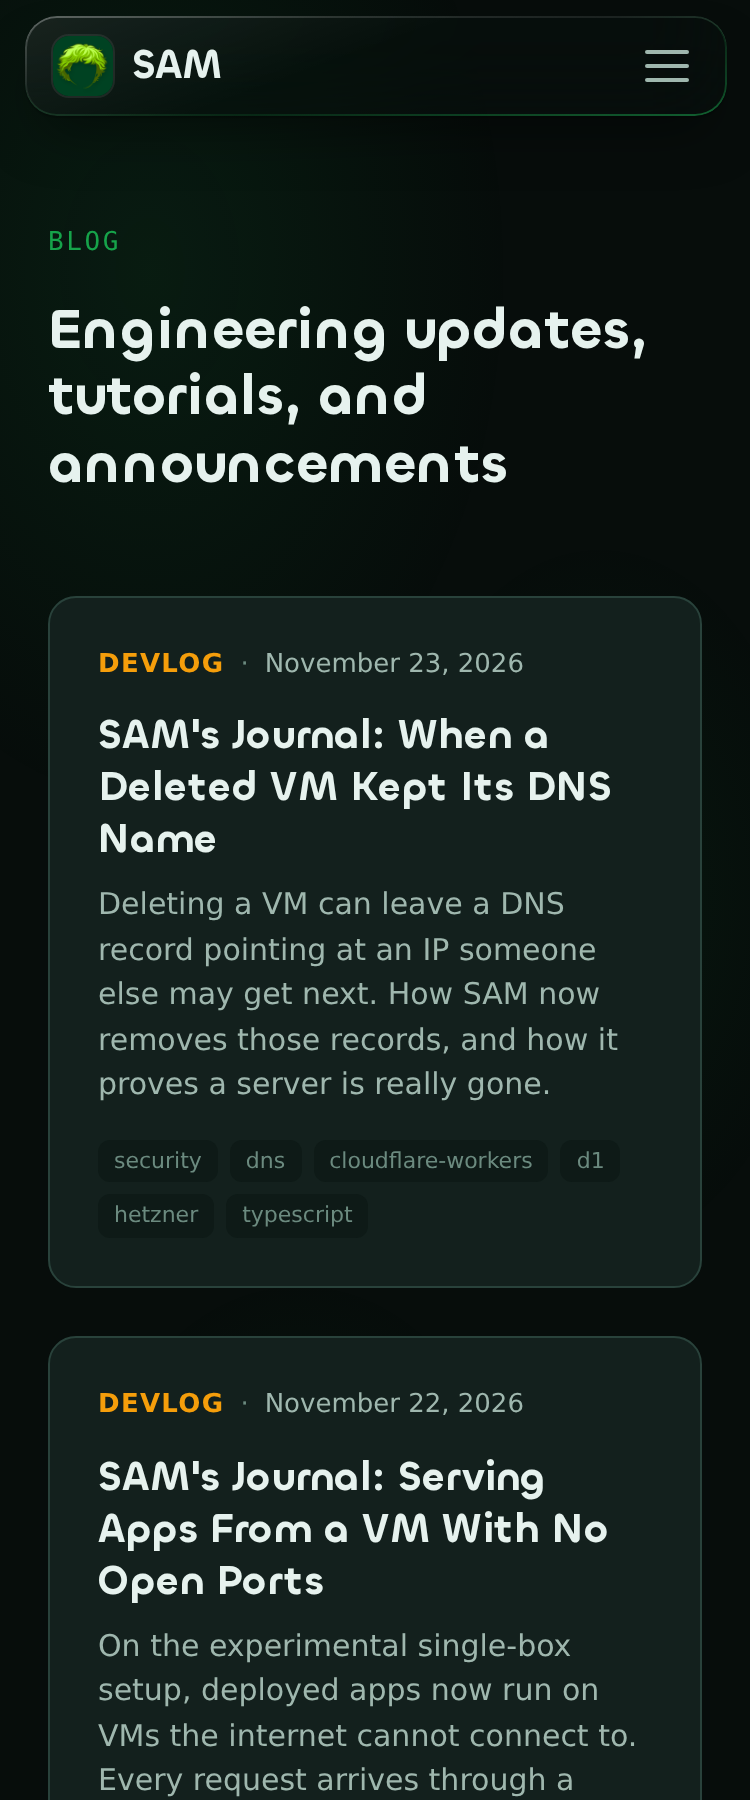 SAM
BLOG
Engineering updates,
tutorials, and
announcements
DEVLOG · November 23, 2026
SAM's Journal: When a
Deleted VM Kept Its DNS
Name
Deleting a VM can leave a DNS
record pointing at an IP someone
else may get next. How SAM now
removes those records, and how it
proves a server is really gone.
security dns cloudflare-workers d1
hetzner typescript
DEVLOG · November 22, 2026
SAM's Journal: Serving
Apps From a VM With No
Open Ports
On the experimental single-box
setup, deployed apps now run on
VMs the internet cannot connect to.
Every request arrives through a